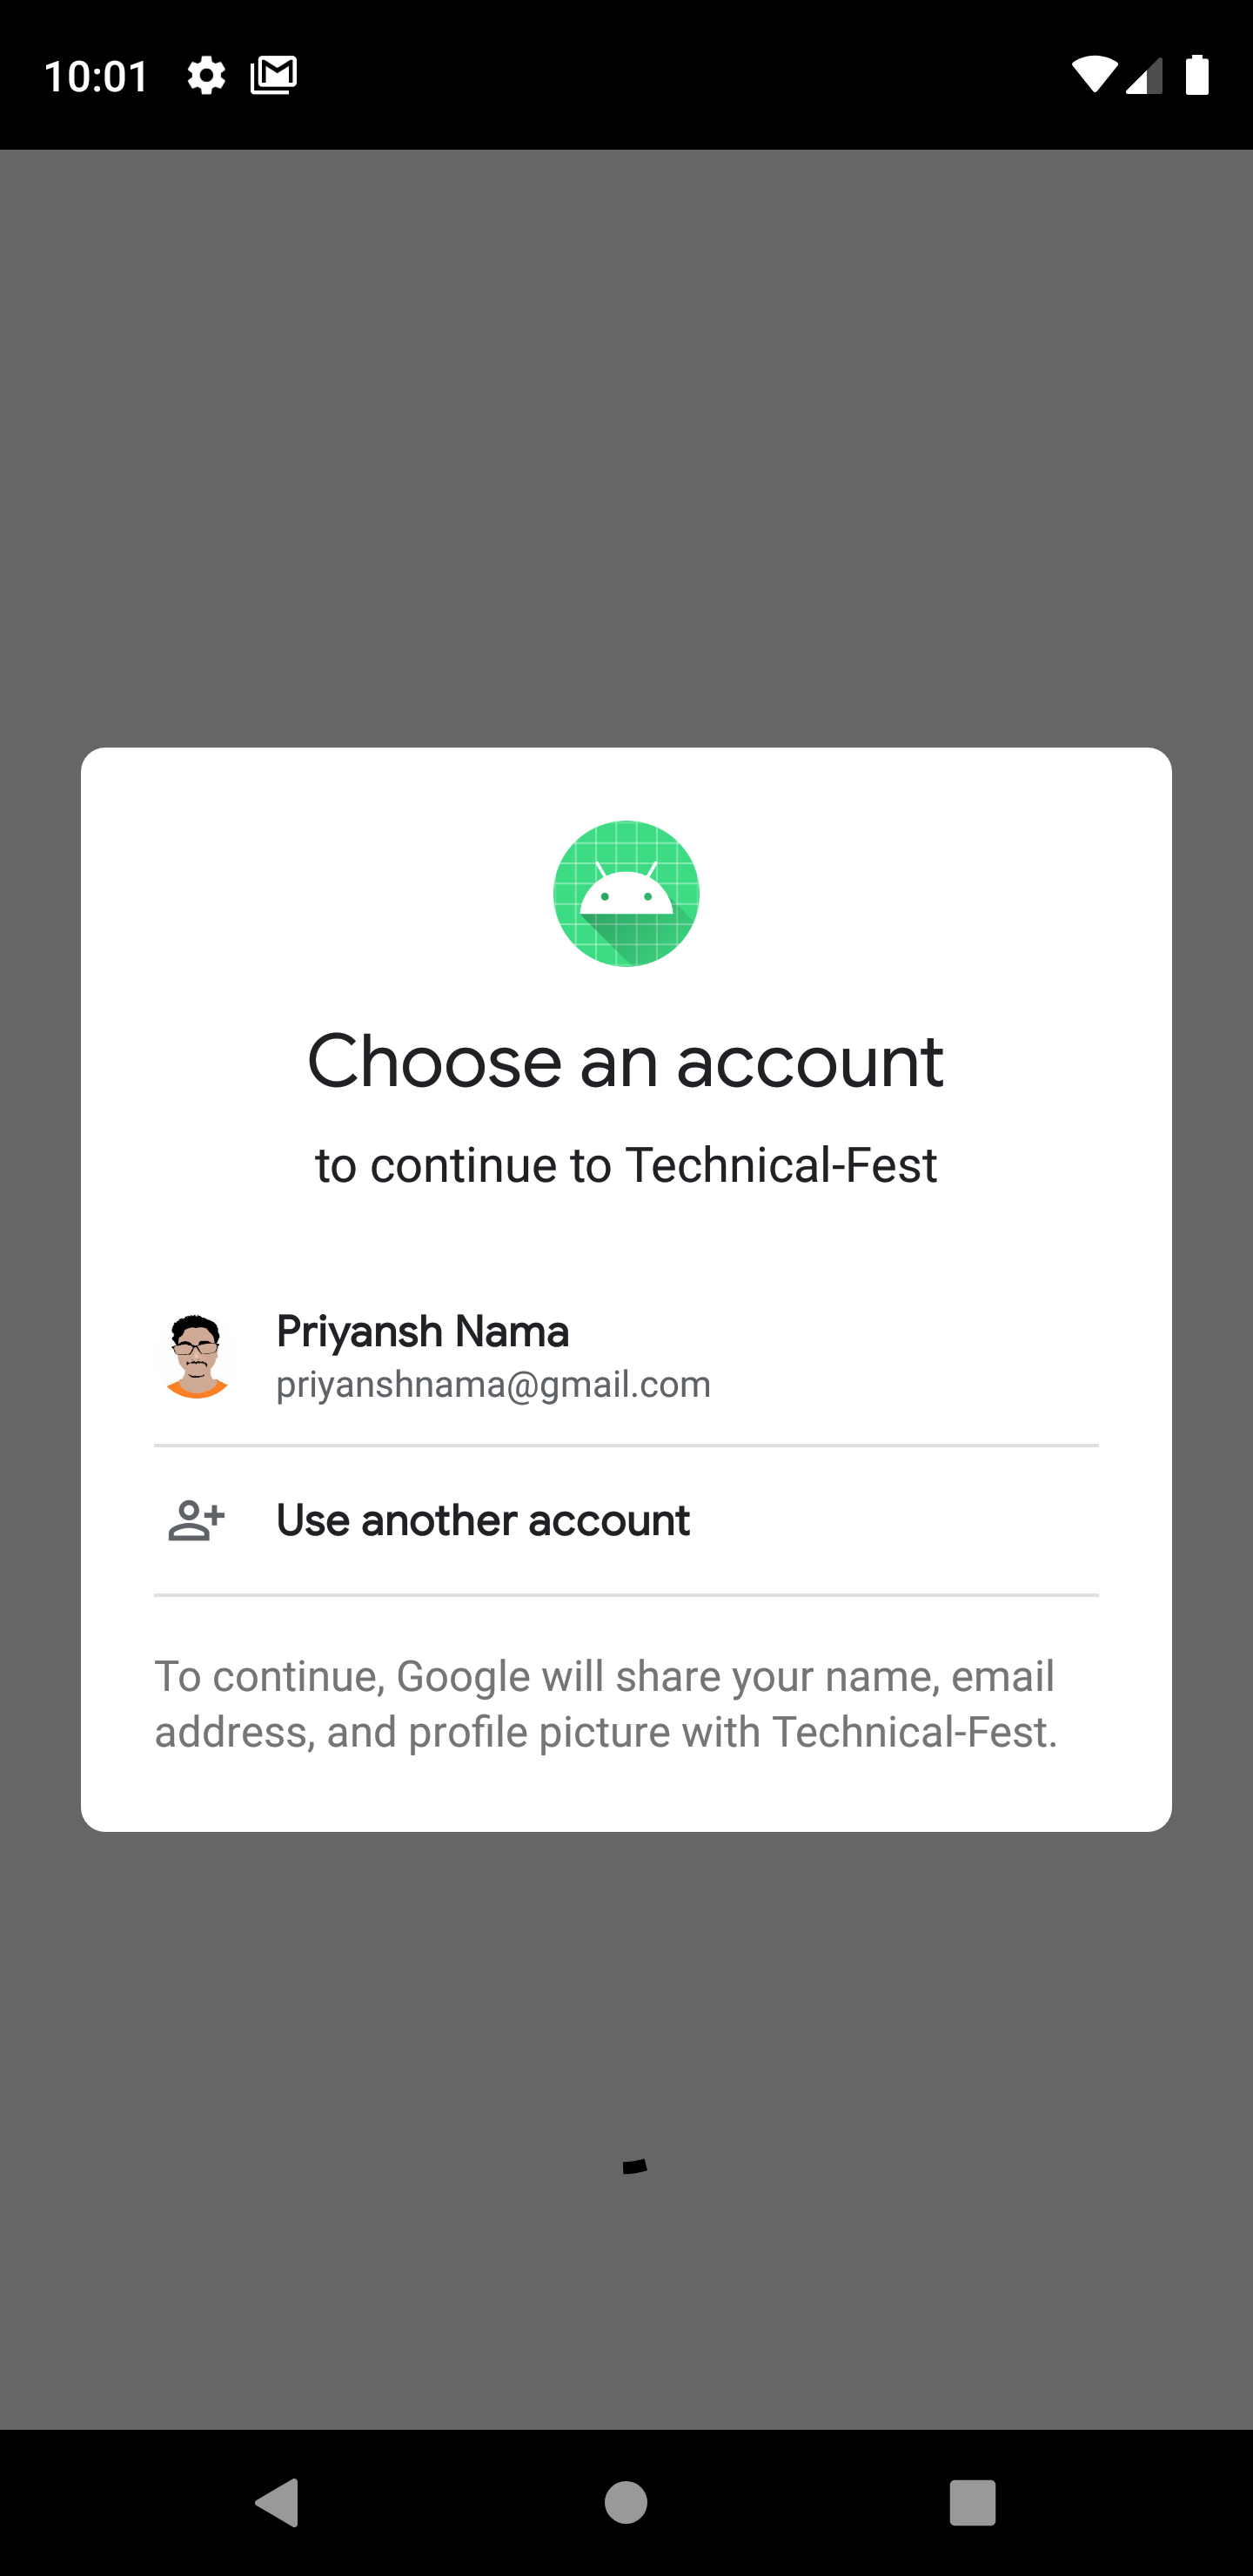 10:01
Choose an account
to continue to Technical-Fest
Priyansh Nama
priyanshnama@gmail.com
Use another account
To continue, Google will share your name, email
address, and profile picture with Technical-Fest.